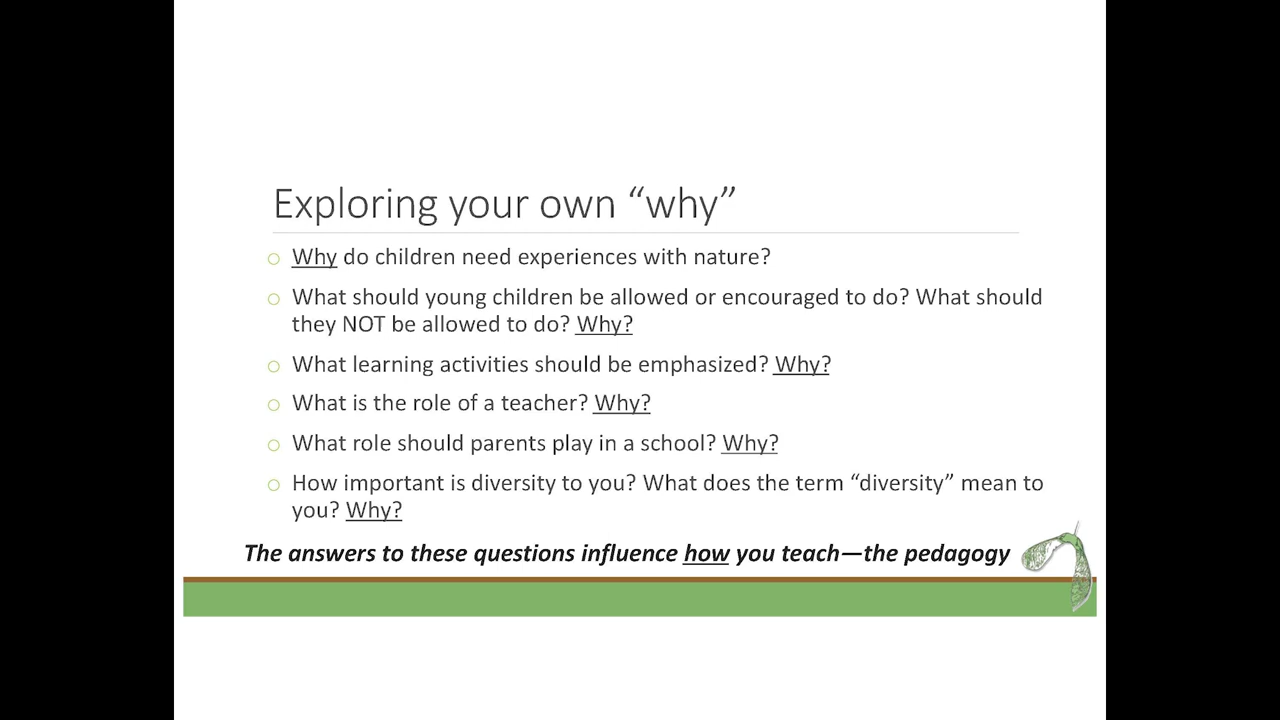 Exploring your own “why”
Why do children need experiences with nature?
What should young children be allowed or encouraged to do? What should
they NOT be allowed to do? Why?
What learning activities should be emphasized? Why?
What is the role of a teacher? Why?
What role should parents play in a school? Why?
How important is diversity to you? What does the term “diversity” mean to
you? Why?
The answers to these questions influence how you teach—the pedagogy